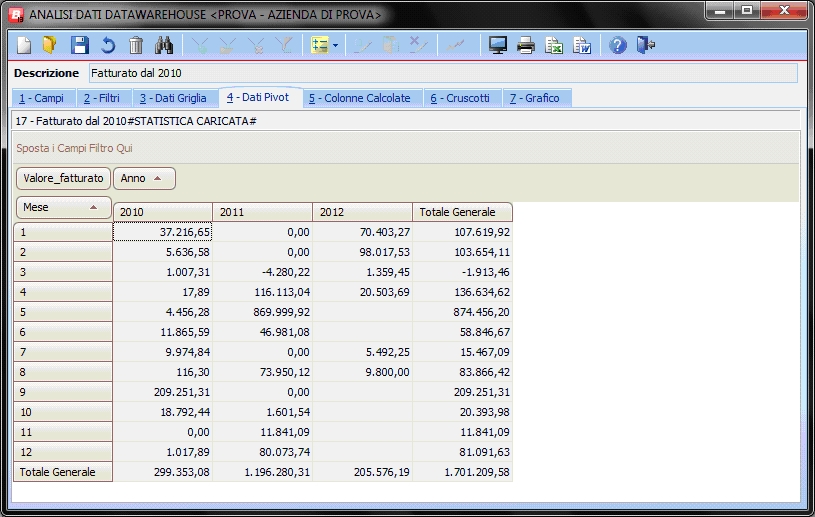 ANALISI DATI DATAWAREHOUSE <PROVA - AZIENDA DI PROVA>
Descrizione Fatturato dal 2010
1 - Campi 2 - Filtri 3 - Dati Griglia 4 - Dati Pivot 5 - Colonne Calcolate 6 - Cruscotti 7 - Grafico
17 - Fatturato dal 2010#STATISTICA CARICATA#
Sposta i Campi Filtro Qui
Valore_fatturato Anno
Mese 2010 2011 2012 Totale Generale
1 37.216,65 0,00 70.403,27 107.619,92
2 5.636,58 0,00 98.017,53 103.654,11
3 1.007,31 -4.280,22 1.359,45 -1.913,46
4 17,89 116.113,04 20.503,69 136.634,62
5 4.456,28 869.999,92 874.456,20
6 11.865,59 46.981,08 58.846,67
7 9.974,84 0,00 5.492,25 15.467,09
8 116,30 73.950,12 9.800,00 83.866,42
9 209.251,31 0,00 209.251,31
10 18.792,44 1.601,54 20.393,98
11 0,00 11.841,09 11.841,09
12 1.017,89 80.073,74 81.091,63
Totale Generale 299.353,08 1.196.280,31 205.576,19 1.701.209,58